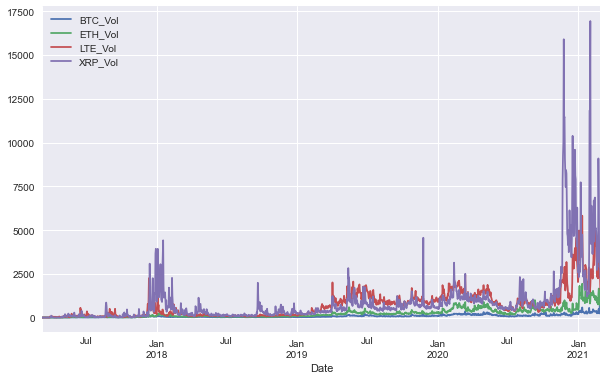 17500
15000
12500
10000
7500
5000
2500
0
BTC_Vol
ETH_Vol
LTE_Vol
XRP_Vol
Jul Jan Jul Jan Jul Jan Jul Jan
2018 2019 2020 2021
Date